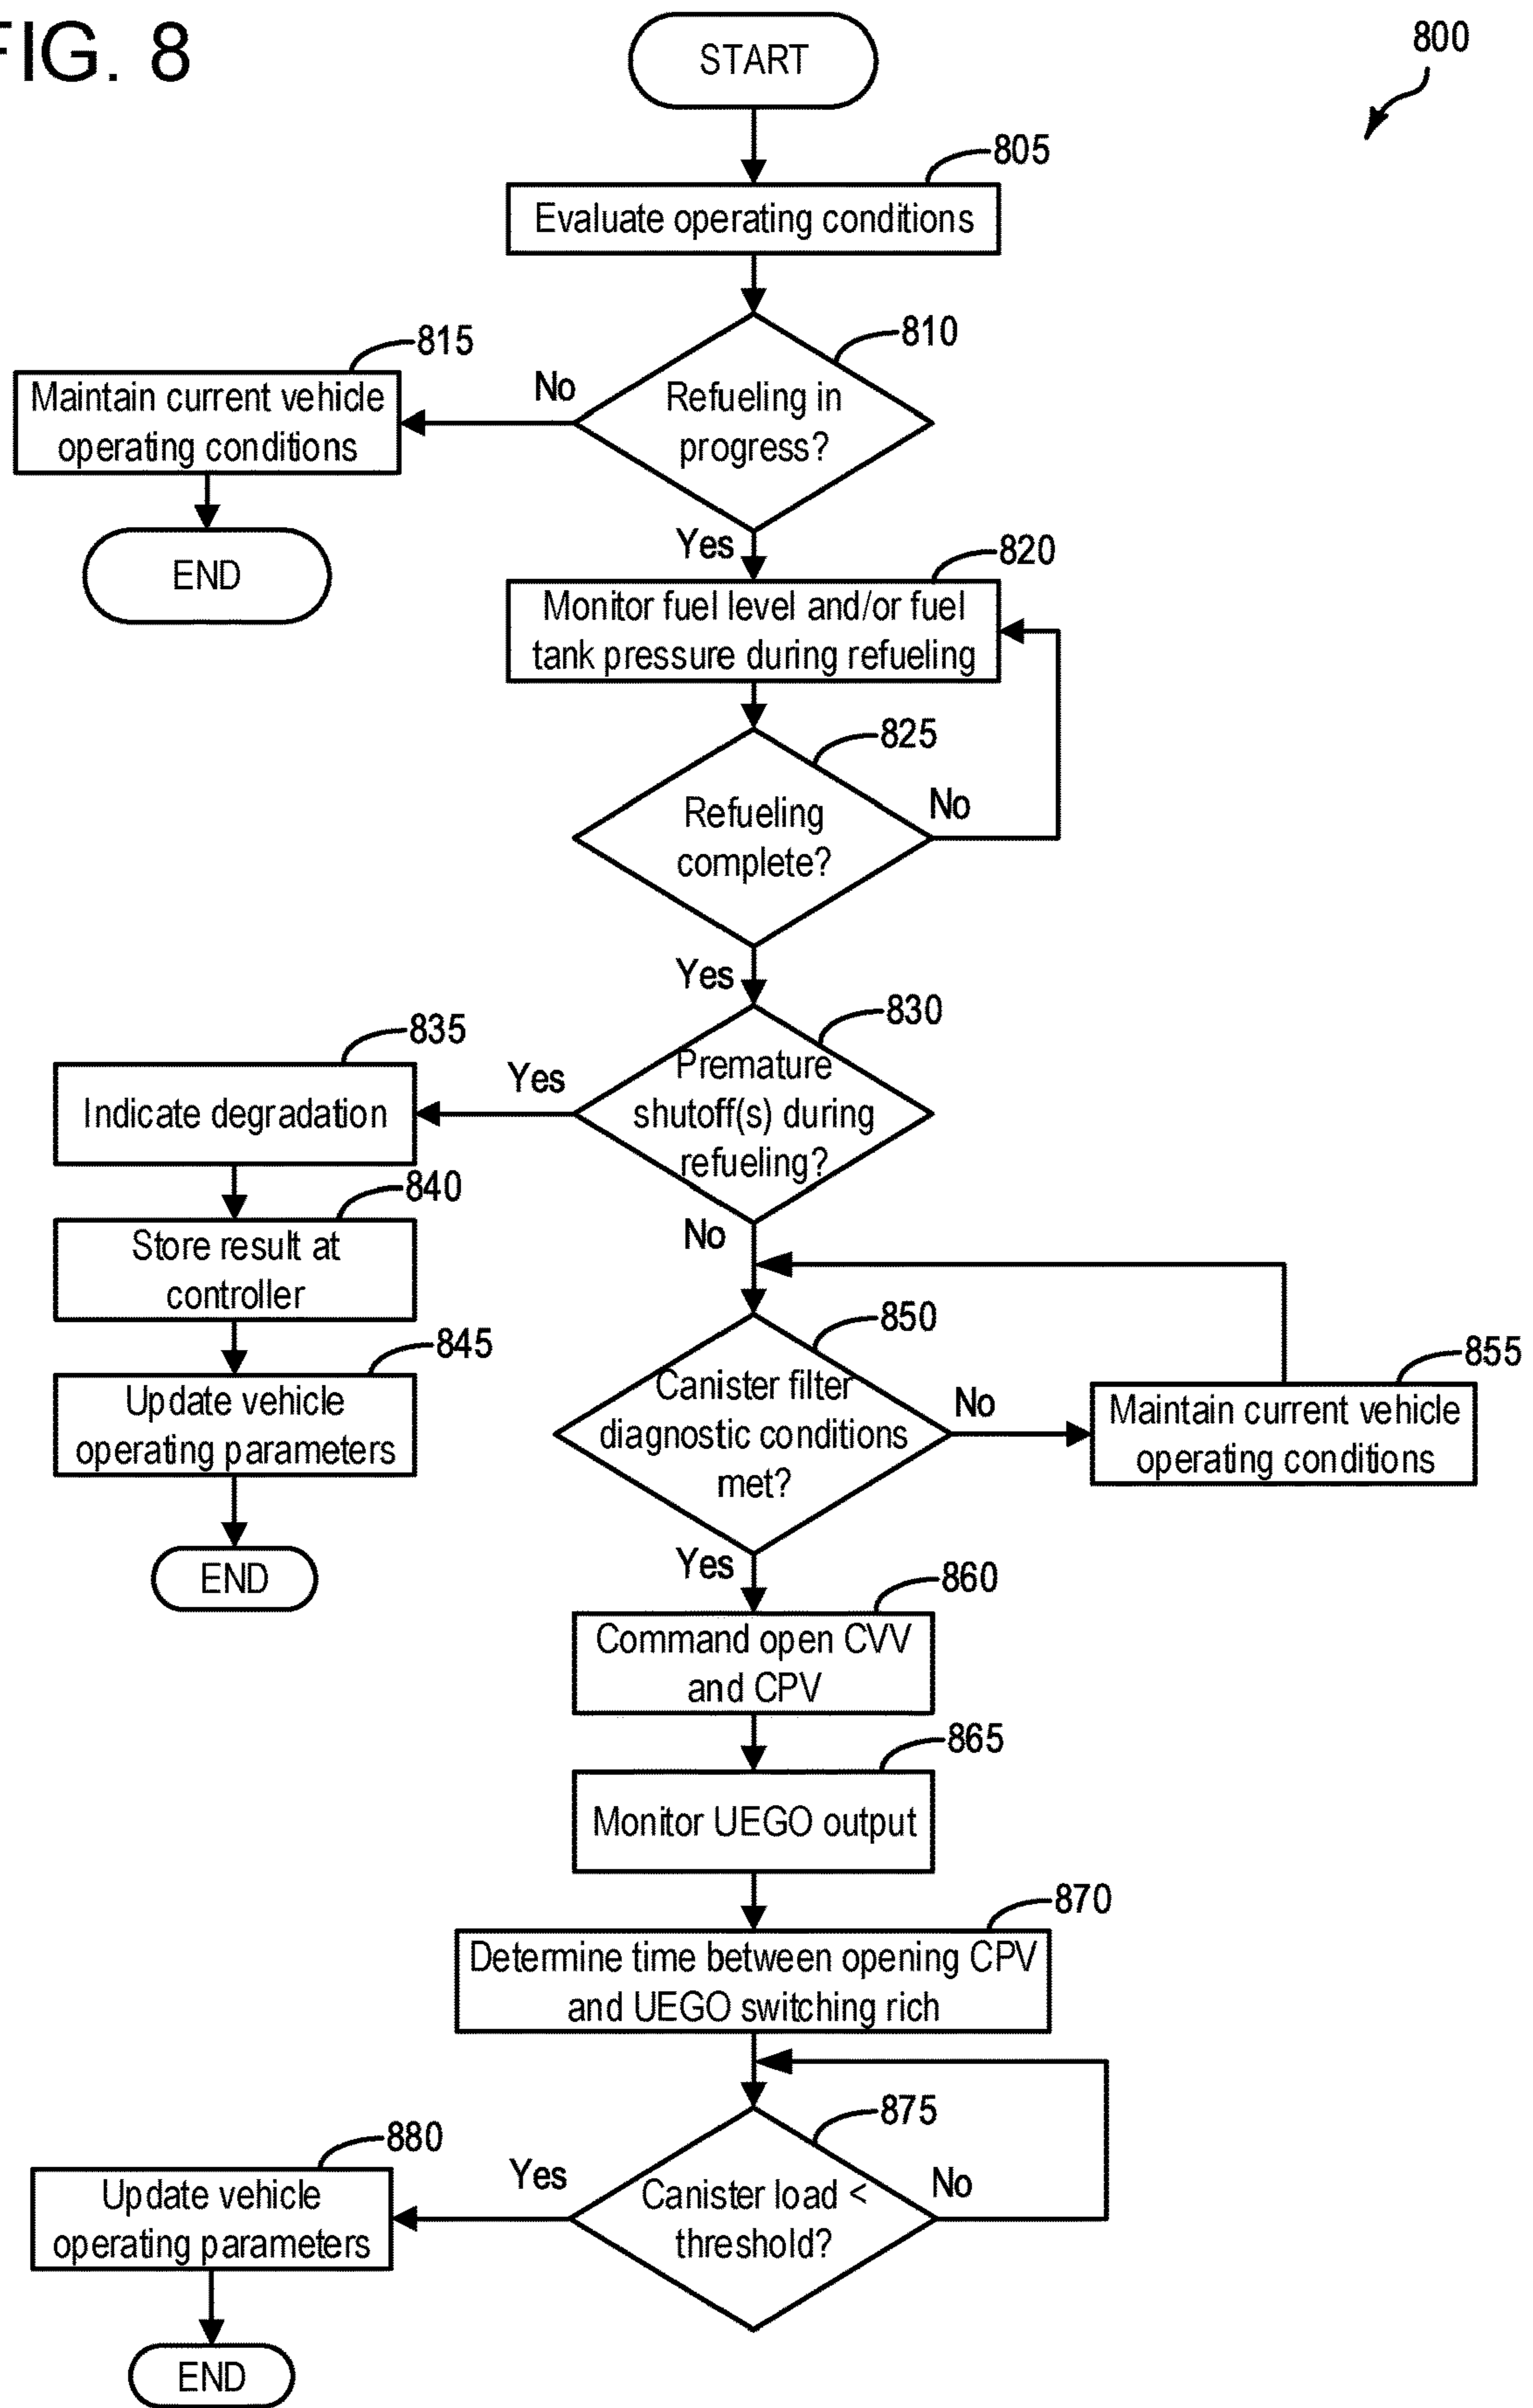 FIG. 8
START
800
805
Evaluate operating conditions
810
815
No
Refueling in
progress?
Maintain current vehicle
operating conditions
END
Yes
820
Monitor fuel level and/or fuel
tank pressure during refueling
825
Refueling
complete?
No
Yes
830
Premature
shutoff(s) during
refueling?
Yes
835
Indicate degradation
840
Store result at
controller
845
Update vehicle
operating parameters
END
No
850
Canister filter
diagnostic conditions
met?
No
855
Maintain current vehicle
operating conditions
Yes
860
Command open CVV
and CPV
865
Monitor UEGO output
870
Determine time between opening CPV
and UEGO switching rich
875
Canister load <
threshold?
No
Yes
880
Update vehicle
operating parameters
END